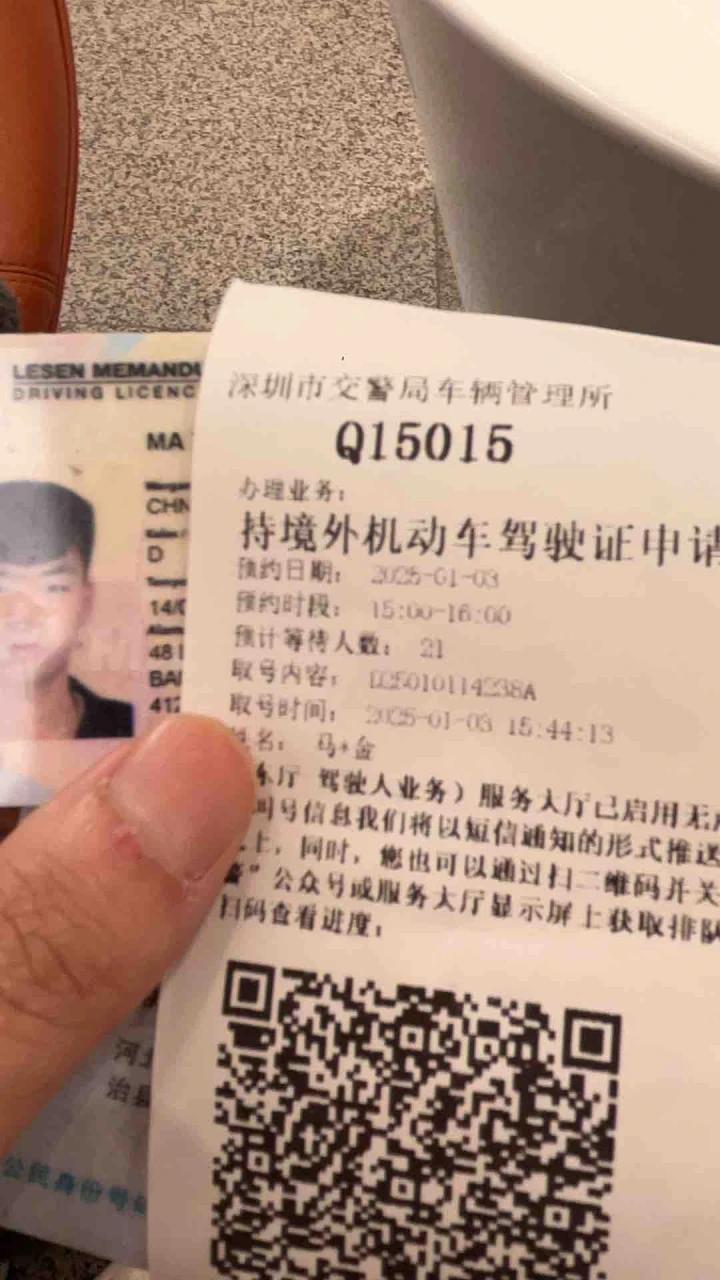 LESEN MEMANDU
DRIVING LICENC
MA
CHN
D
14/0
48
BA
412
深圳市交警局车辆管理所
Q15015
办理业务：
持境外机动车驾驶证申请
预约日期： 2025-01-03
预约时段： 15:00-16:00
预计等待人数： 21
取号内容：
取号时间： 2025-01-03 15:44:13
姓名： 马*金
东厅 驾驶人业务）服务大厅已启用无
叫号信息我们将以短信通知的形式推送
上，同时，您也可以通过扫二维码并关
警”公众号或服务大厅显示屏上获取排队
扫码查看进度：
河北
治县
公民身份号